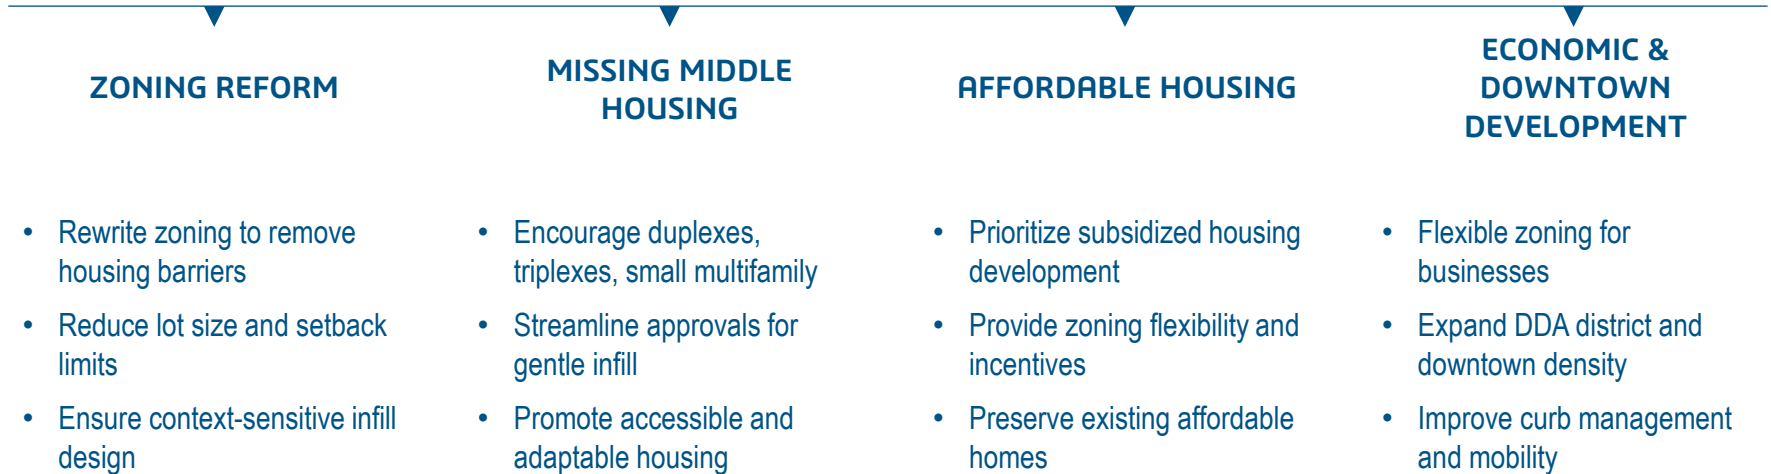 ZONING REFORM
• Rewrite zoning to remove
housing barriers
• Reduce lot size and setback
limits
• Ensure context-sensitive infill
design
MISSING MIDDLE
HOUSING
• Encourage duplexes,
triplexes, small multifamily
• Streamline approvals for
gentle infill
• Promote accessible and
adaptable housing
AFFORDABLE HOUSING
• Prioritize subsidized housing
development
• Provide zoning flexibility and
incentives
• Preserve existing affordable
homes
ECONOMIC &
DOWNTOWN
DEVELOPMENT
• Flexible zoning for
businesses
• Expand DDA district and
downtown density
• Improve curb management
and mobility